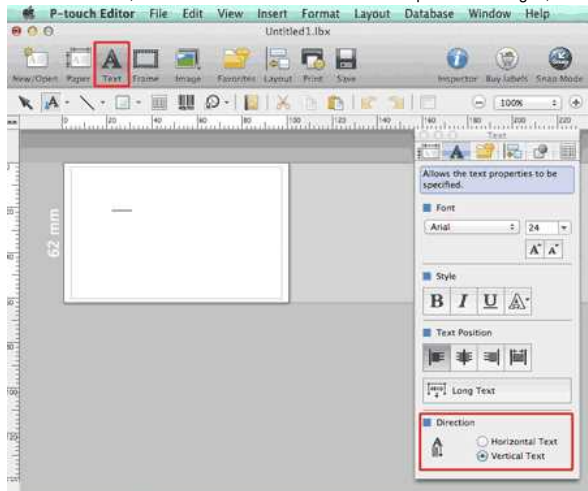 P-touch Editor File Edit View Insert Format Layout Database Window Help
Untitled1.lbx
New/Open Paper Text Frame Image Favorites Layout Print Save Inspector Buy labels Snap Mode
100%
Text
Allows the text properties to be
specified.
Font
Arial 24
Style
B I U A
Text Position
Long Text
Direction
Horizontal Text
Vertical Text
62 mm